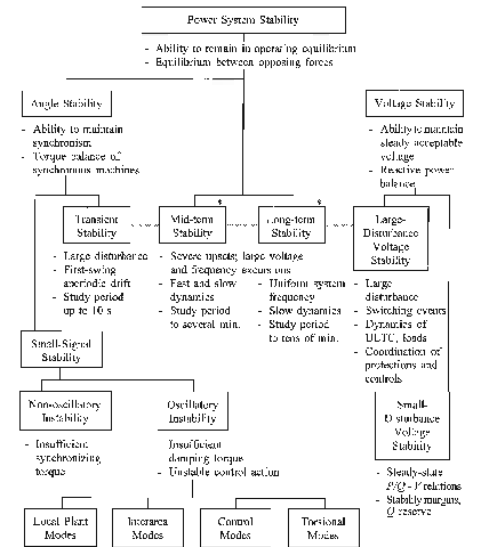 Power System Stability
- Ability to remain in operating equilibrium
- Equilibrium between opposing forces
Angle Stability
- Ability to maintain
synchronism
- Torque balance of
synchronous machines
Voltage Stability
- Ability to maintain
steady acceptable
voltage
- Reactive power
balance
Transient
Stability
- Large disturbance
- First-swing
aperiodic drift
- Study period
up to 10 s
*
Mid-term
Stability
*
Long-term
Stability
- Severe upsets; large voltage
and frequency excursions
- Fast and slow
dynamics
- Study period
to several min.
- Uniform system
frequency
- Slow dynamics
- Study period
to tens of min.
Large-
Disturbance
Voltage
Stability
- Large
disturbance
- Switching events
- Dynamics of
ULTC, loads
- Coordination of
protections and
controls
Small-Signal
Stability
Non-oscillatory
Instability
- Insufficient
synchronizing
torque
Oscillatory
Instability
Insufficient
damping torque
- Unstable control action
Small-
Disturbance
Voltage
Stability
- Steady-state
P/Q - V relations
- Stability margins,
Q reserve
Local Plant
Modes
Interarea
Modes
Control
Modes
Torsional
Modes